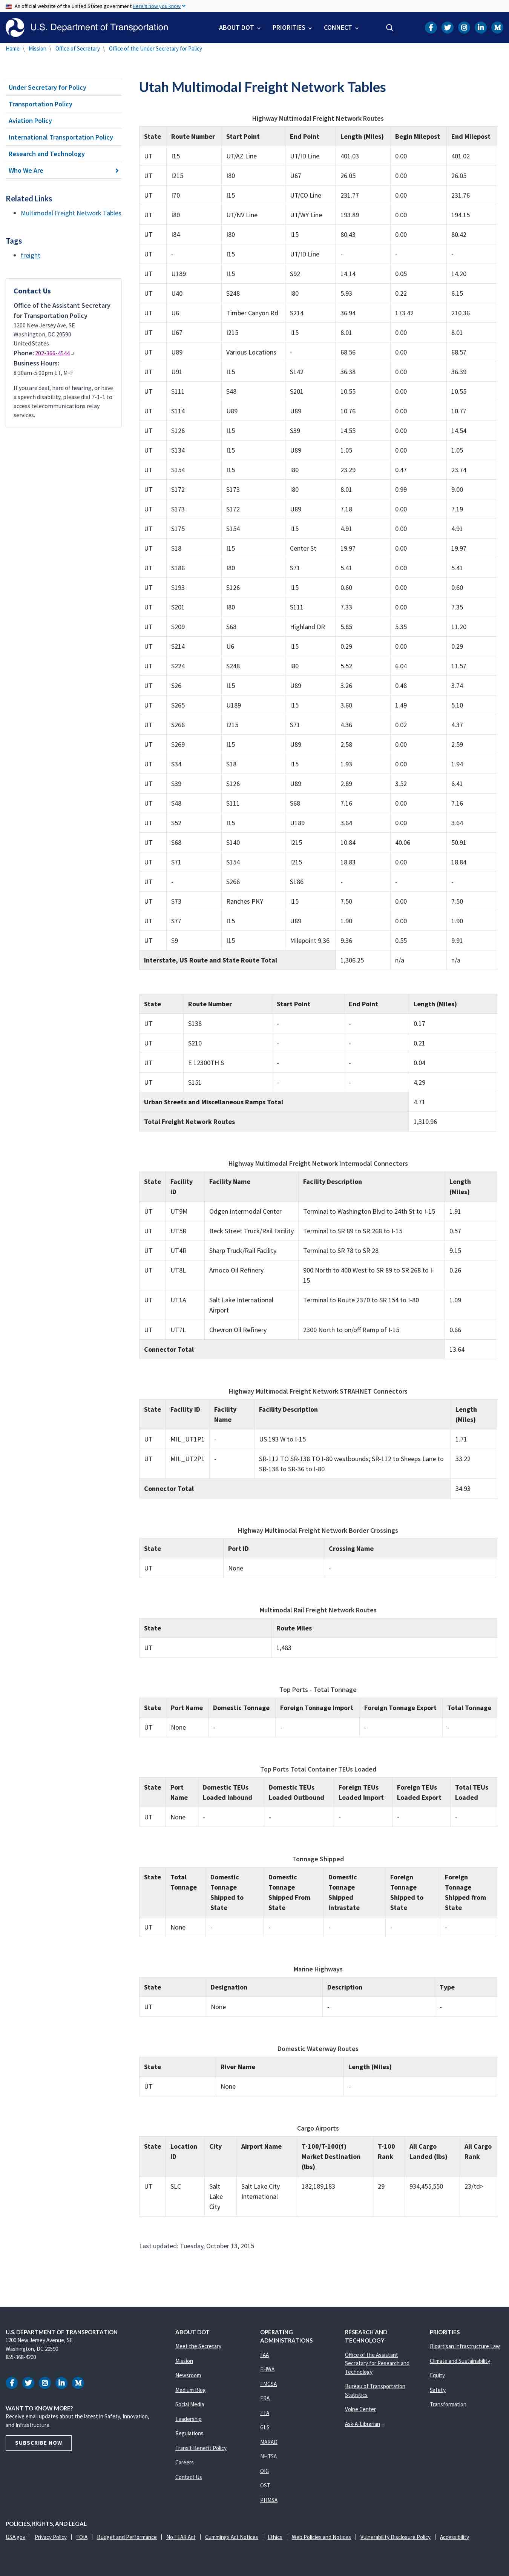 An official website of the United States government Here's how you know
U.S. Department of Transportation
ABOUT DOT
PRIORITIES
CONNECT
Home \ Mission \ Office of Secretary \ Office of the Under Secretary for Policy
Under Secretary for Policy
Transportation Policy
Aviation Policy
International Transportation Policy
Research and Technology
Who We Are
Related Links
Multimodal Freight Network Tables
Tags
freight
Contact Us
Office of the Assistant Secretary
for Transportation Policy
1200 New Jersey Ave, SE
Washington, DC 20590
United States
Phone: 202-366-4544
Business Hours:
8:30am-5:00pm ET, M-F
If you are deaf, hard of hearing, or have
a speech disability, please dial 7-1-1 to
access telecommunications relay
services.
Utah Multimodal Freight Network Tables
Highway Multimodal Freight Network Routes
State Route Number Start Point End Point Length (Miles) Begin Milepost End Milepost
UT I15 UT/AZ Line UT/ID Line 401.03 0.00 401.02
UT I215 I80 U67 26.05 0.00 26.05
UT I70 I15 UT/CO Line 231.77 0.00 231.76
UT I80 UT/NV Line UT/WY Line 193.89 0.00 194.15
UT I84 I80 I15 80.43 0.00 80.42
UT - I15 UT/ID Line - - -
UT U189 I15 S92 14.14 0.05 14.20
UT U40 S248 I80 5.93 0.22 6.15
UT U6 Timber Canyon Rd S214 36.94 173.42 210.36
UT U67 I215 I15 8.01 0.00 8.01
UT U89 Various Locations - 68.56 0.00 68.57
UT U91 I15 S142 36.38 0.00 36.39
UT S111 S48 S201 10.55 0.00 10.55
UT S114 U89 U89 10.76 0.00 10.77
UT S126 I15 S39 14.55 0.00 14.54
UT S134 I15 U89 1.05 0.00 1.05
UT S154 I15 I80 23.29 0.47 23.74
UT S172 S173 I80 8.01 0.99 9.00
UT S173 S172 U89 7.18 0.00 7.19
UT S175 S154 I15 4.91 0.00 4.91
UT S18 I15 Center St 19.97 0.00 19.97
UT S186 I80 S71 5.41 0.00 5.41
UT S193 S126 I15 0.60 0.00 0.60
UT S201 I80 S111 7.33 0.00 7.35
UT S209 S68 Highland DR 5.85 5.35 11.20
UT S214 U6 I15 0.29 0.00 0.29
UT S224 S248 I80 5.52 6.04 11.57
UT S26 I15 U89 3.26 0.48 3.74
UT S265 U189 I15 3.60 1.49 5.10
UT S266 I215 S71 4.36 0.02 4.37
UT S269 I15 U89 2.58 0.00 2.59
UT S34 S18 I15 1.93 0.00 1.94
UT S39 S126 U89 2.89 3.52 6.41
UT S48 S111 S68 7.16 0.00 7.16
UT S52 I15 U189 3.64 0.00 3.64
UT S68 S140 I215 10.84 40.06 50.91
UT S71 S154 I215 18.83 0.00 18.84
UT - S266 S186 - - -
UT S73 Ranches PKY I15 7.50 0.00 7.50
UT S77 I15 U89 1.90 0.00 1.90
UT S9 I15 Milepoint 9.36 9.36 0.55 9.91
Interstate, US Route and State Route Total 1,306.25 n/a n/a
State Route Number Start Point End Point Length (Miles)
UT S138 - - 0.17
UT S210 - - 0.21
UT E 12300TH S - - 0.04
UT S151 - - 4.29
Urban Streets and Miscellaneous Ramps Total 4.71
Total Freight Network Routes 1,310.96
Highway Multimodal Freight Network Intermodal Connectors
State Facility ID Facility Name Facility Description Length (Miles)
UT UT9M Odgen Intermodal Center Terminal to Washington Blvd to 24th St to I-15 1.91
UT UT5R Beck Street Truck/Rail Facility Terminal to SR 89 to SR 268 to I-15 0.57
UT UT4R Sharp Truck/Rail Facility Terminal to SR 78 to SR 28 9.15
UT UT8L Amoco Oil Refinery 900 North to 400 West to SR 89 to SR 268 to I-15 0.26
UT UT1A Salt Lake International Airport Terminal to Route 2370 to SR 154 to I-80 1.09
UT UT7L Chevron Oil Refinery 2300 North to on/off Ramp of I-15 0.66
Connector Total 13.64
Highway Multimodal Freight Network STRAHNET Connectors
State Facility ID Facility Name Facility Description Length (Miles)
UT MIL_UT1P1 - US 193 W to I-15 1.71
UT MIL_UT2P1 - SR-112 TO SR-138 TO I-80 westbounds; SR-112 to Sheeps Lane to SR-138 to SR-36 to I-80 33.22
Connector Total 34.93
Highway Multimodal Freight Network Border Crossings
State Port ID Crossing Name
UT None -
Multimodal Rail Freight Network Routes
State Route Miles
UT 1,483
Top Ports - Total Tonnage
State Port Name Domestic Tonnage Foreign Tonnage Import Foreign Tonnage Export Total Tonnage
UT None - - - -
Top Ports Total Container TEUs Loaded
State Port Name Domestic TEUs Loaded Inbound Domestic TEUs Loaded Outbound Foreign TEUs Loaded Import Foreign TEUs Loaded Export Total TEUs Loaded
UT None - - - - -
Tonnage Shipped
State Total Tonnage Domestic Tonnage Shipped to State Domestic Tonnage Shipped From State Domestic Tonnage Shipped Intrastate Foreign Tonnage Shipped to State Foreign Tonnage Shipped from State
UT None - - - - -
Marine Highways
State Designation Description Type
UT None - -
Domestic Waterway Routes
State River Name Length (Miles)
UT None -
Cargo Airports
State Location ID City Airport Name T-100/T-100(f) Market Destination (lbs) T-100 Rank All Cargo Landed (lbs) All Cargo Rank
UT SLC Salt Lake City Salt Lake City International 182,189,183 29 934,455,550 23/td>
Last updated: Tuesday, October 13, 2015
U.S. DEPARTMENT OF TRANSPORTATION
1200 New Jersey Avenue, SE
Washington, DC 20590
855-368-4200
WANT TO KNOW MORE?
Receive email updates about the latest in Safety, Innovation,
and Infrastructure.
SUBSCRIBE NOW
ABOUT DOT
Meet the Secretary
Mission
Newsroom
Medium Blog
Social Media
Leadership
Regulations
Transit Benefit Policy
Careers
Contact Us
OPERATING
ADMINISTRATIONS
FAA
FHWA
FMCSA
FRA
FTA
GLS
MARAD
NHTSA
OIG
OST
PHMSA
RESEARCH AND
TECHNOLOGY
Office of the Assistant
Secretary for Research and
Technology
Bureau of Transportation
Statistics
Volpe Center
Ask-A-Librarian
PRIORITIES
Bipartisan Infrastructure Law
Climate and Sustainability
Equity
Safety
Transformation
POLICIES, RIGHTS, AND LEGAL
USA.gov | Privacy Policy | FOIA | Budget and Performance | No FEAR Act | Cummings Act Notices | Ethics | Web Policies and Notices | Vulnerability Disclosure Policy | Accessibility